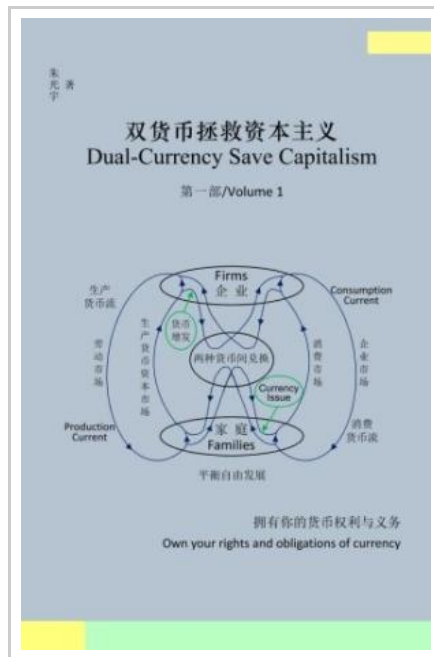 朱光宇 著
双货币拯救资本主义
Dual-Currency Save Capitalism
第一部/Volume 1
Firms
企 业
生产
货币流
Consumption
Current
货币
增发
劳动市场
生产货币资本市场
两种货币间兑换
消费市场
企业市场
Currency
Issue
Production
Current
家 庭
Families
消费
货币流
平衡自由发展
拥有你的货币权利与义务
Own your rights and obligations of currency